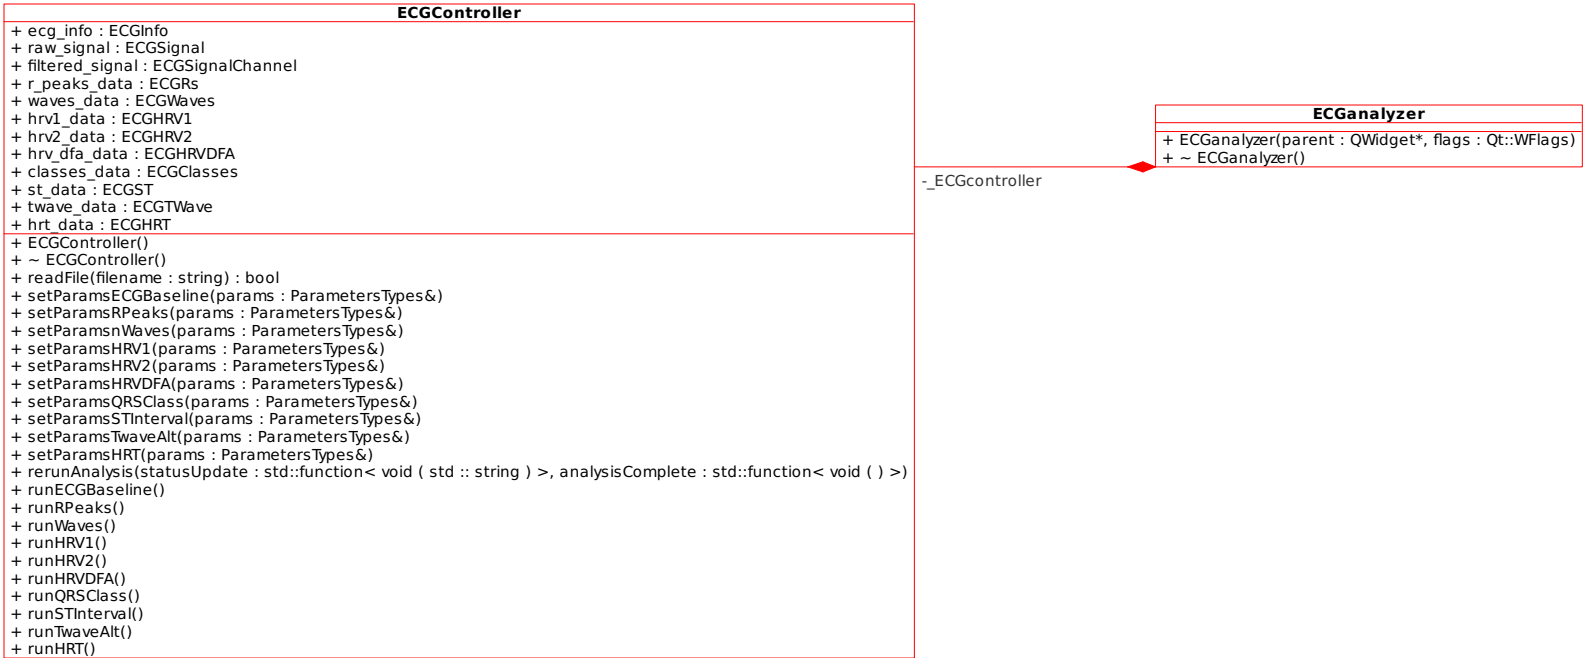 ECGController
+ ecg_info : ECGInfo
+ raw_signal : ECGSignal
+ filtered_signal : ECGSignalChannel
+ r_peaks_data : ECGRs
+ waves_data : ECGWaves
+ hrv1_data : ECGHRV1
+ hrv2_data : ECGHRV2
+ hrv_dfa_data : ECGHRVDFA
+ classes_data : ECGClasses
+ st_data : ECGST
+ twave_data : ECGTWave
+ hrt_data : ECGHRT
+ ECGController()
+ ~ ECGController()
+ readFile(filename : string) : bool
+ setParamsECGBaseline(params : ParametersTypes&)
+ setParamsRPeaks(params : ParametersTypes&)
+ setParamsnWaves(params : ParametersTypes&)
+ setParamsHRV1(params : ParametersTypes&)
+ setParamsHRV2(params : ParametersTypes&)
+ setParamsHRVDFA(params : ParametersTypes&)
+ setParamsQRSClass(params : ParametersTypes&)
+ setParamsSTInterval(params : ParametersTypes&)
+ setParamsTwaveAlt(params : ParametersTypes&)
+ setParamsHRT(params : ParametersTypes&)
+ rerunAnalysis(statusUpdate : std::function< void ( std :: string ) >, analysisComplete : std::function< void ( ) >)
+ runECGBaseline()
+ runRPeaks()
+ runWaves()
+ runHRV1()
+ runHRV2()
+ runHRVDFA()
+ runQRSClass()
+ runSTInterval()
+ runTwaveAlt()
+ runHRT()
-_ECGcontroller
ECGanalyzer
+ ECGanalyzer(parent : QWidget*, flags : Qt::WFlags)
+ ~ ECGanalyzer()